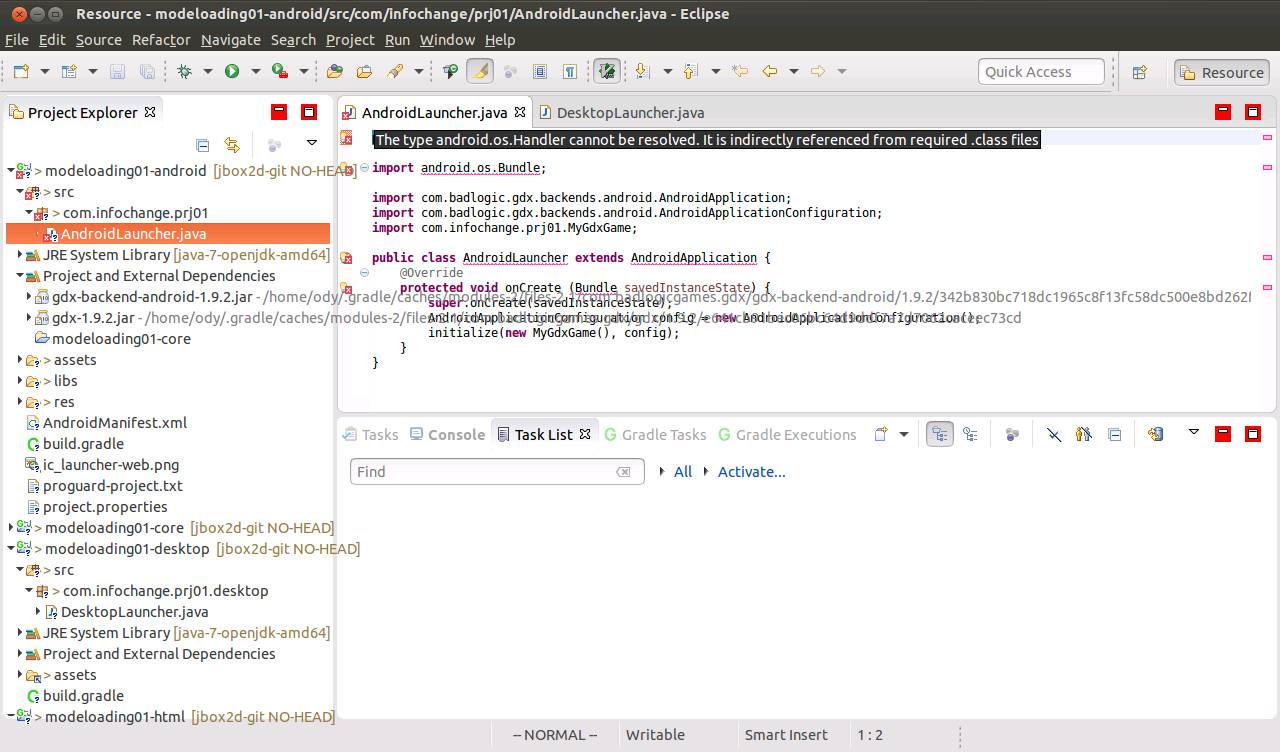 Resource - modeloading01-android/src/com/infochange/prj01/AndroidLauncher.java - Eclipse
File Edit Source Refactor Navigate Search Project Run Window Help
Quick Access
Resource
Project Explorer
> modeloading01-android [jbox2d-git NO-HEAD]
> src
> com.infochange.prj01
AndroidLauncher.java
JRE System Library [java-7-openjdk-amd64]
Project and External Dependencies
gdx-backend-android-1.9.2.jar - /home/ody/.gradle/caches/modules-2/files-2.1/com.badlogicgames.gdx/gdx-backend-android/1.9.2/342b830bc718dc1965c8f13fc58dc500e8bd262f
gdx-1.9.2.jar - /home/ody/.gradle/caches/modules-2/files-2.1/com.badlogicgames.gdx/gdx/1.9.2/
modeloading01-core
> assets
> libs
> res
AndroidManifest.xml
build.gradle
ic_launcher-web.png
proguard-project.txt
project.properties
> modeloading01-core [jbox2d-git NO-HEAD]
> modeloading01-desktop [jbox2d-git NO-HEAD]
> src
> com.infochange.prj01.desktop
DesktopLauncher.java
JRE System Library [java-7-openjdk-amd64]
Project and External Dependencies
> assets
build.gradle
> modeloading01-html [jbox2d-git NO-HEAD]
AndroidLauncher.java DesktopLauncher.java
The type android.os.Handler cannot be resolved. It is indirectly referenced from required .class files
import android.os.Bundle;
import com.badlogic.gdx.backends.android.AndroidApplication;
import com.badlogic.gdx.backends.android.AndroidApplicationConfiguration;
import com.infochange.prj01.MyGdxGame;
public class AndroidLauncher extends AndroidApplication {
@Override
protected void onCreate (Bundle savedInstanceState) {
super.onCreate(savedInstanceState);
AndroidApplicationConfiguration config = new AndroidApplicationConfiguration();
initialize(new MyGdxGame(), config);
}
}
Tasks Console Task List Gradle Tasks Gradle Executions
Find All Activate...
-- NORMAL -- Writable Smart Insert 1 : 2